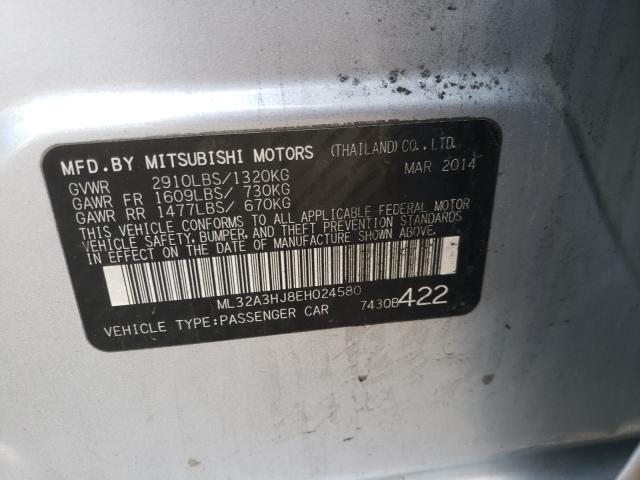 MFD.BY MITSUBISHI MOTORS (THAILAND) CO., LTD.
GVWR 2910LBS/1320KG MAR 2014
GAWR FR 1609LBS/ 730KG
GAWR RR 1477LBS/ 670KG
THIS VEHICLE CONFORMS TO ALL APPLICABLE FEDERAL MOTOR
VEHICLE SAFETY, BUMPER, AND THEFT PREVENTION STANDARDS
IN EFFECT ON THE DATE OF MANUFACTURE SHOWN ABOVE.
ML32A3HJ8EH024580
VEHICLE TYPE:PASSENGER CAR 7430B422